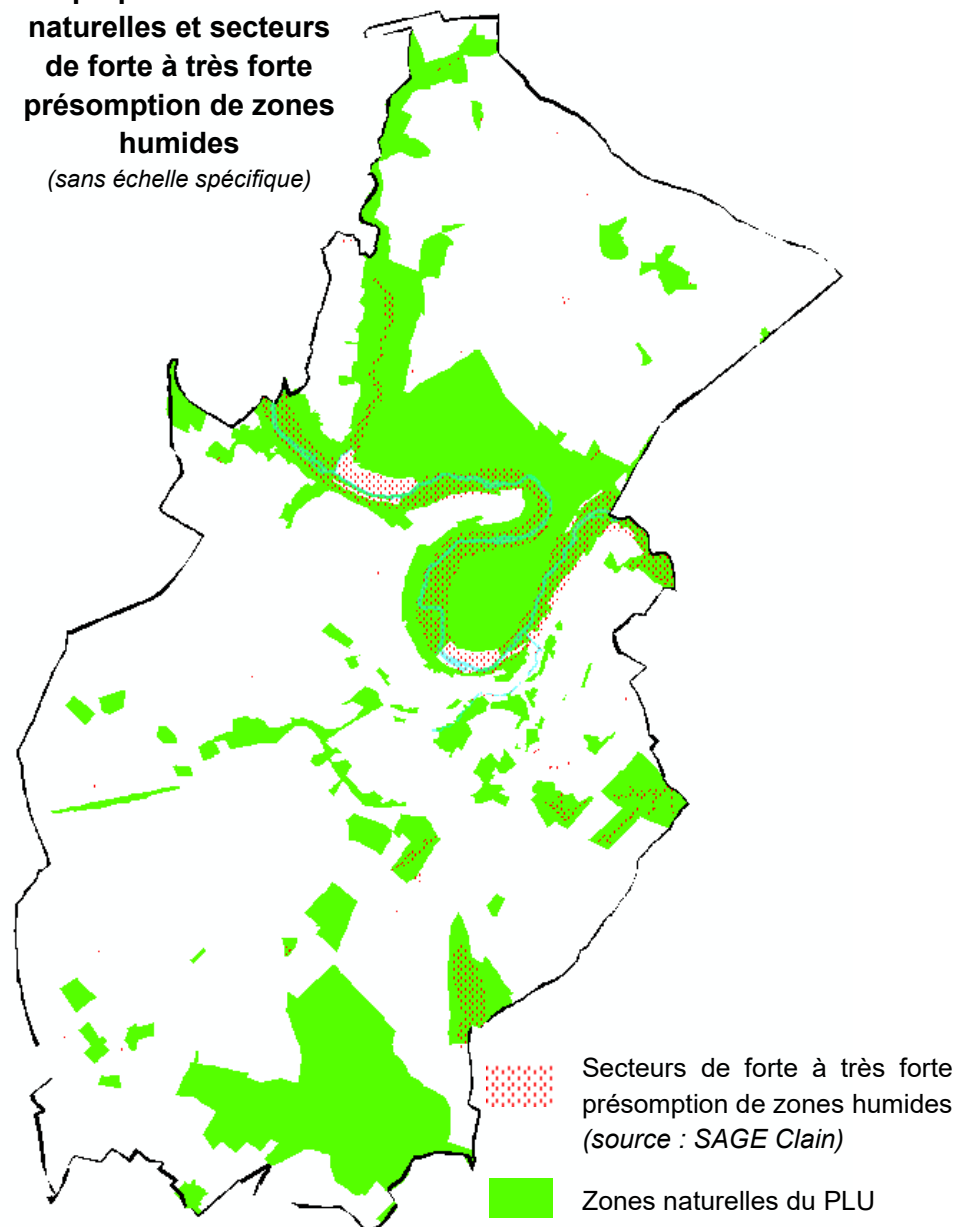 naturelles et secteurs
de forte à très forte
présomption de zones
humides
(sans échelle spécifique)
Secteurs de forte à très forte
présomption de zones humides
(source : SAGE Clain)
Zones naturelles du PLU